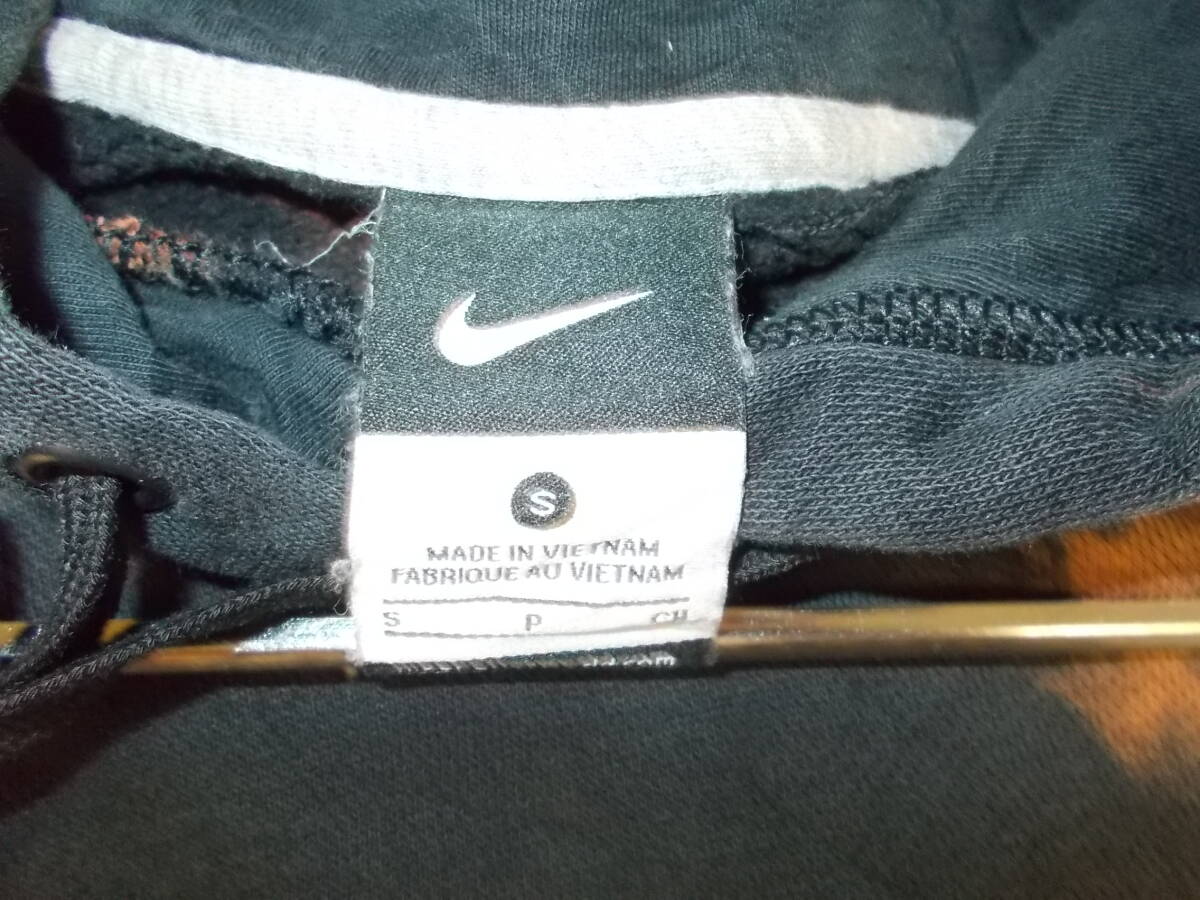 S
MADE IN VIETNAM
FABRIQUE AU VIETNAM
S P CH